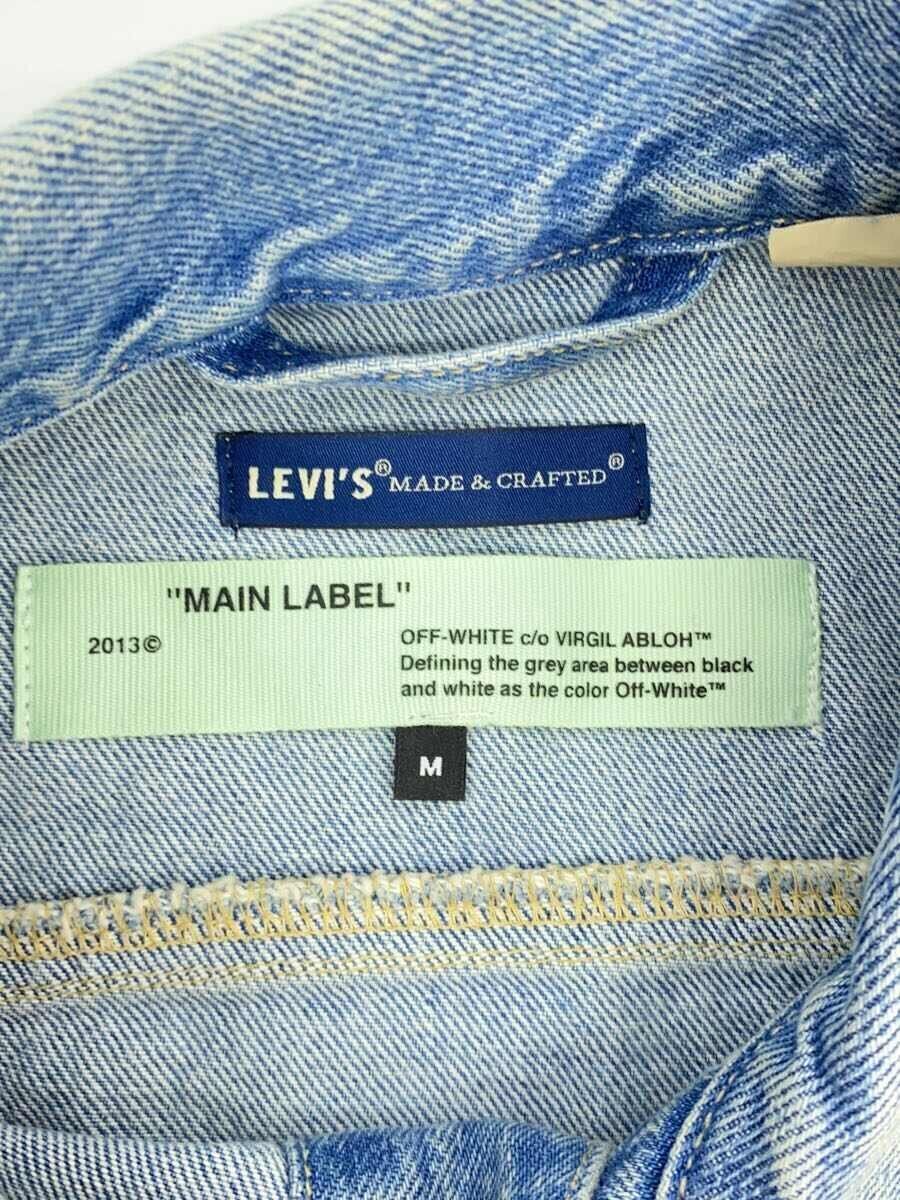 LEVI'S® MADE & CRAFTED®
"MAIN LABEL"
2013©
OFF-WHITE c/o VIRGIL ABLOH™
Defining the grey area between black
and white as the color Off-White™
M